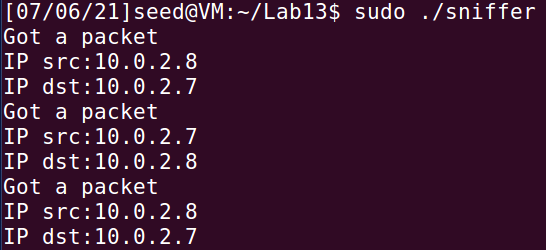 [07/06/21]seed@VM:~/Lab13$ sudo ./sniffer
Got a packet
IP src:10.0.2.8
IP dst:10.0.2.7
Got a packet
IP src:10.0.2.7
IP dst:10.0.2.8
Got a packet
IP src:10.0.2.8
IP dst:10.0.2.7